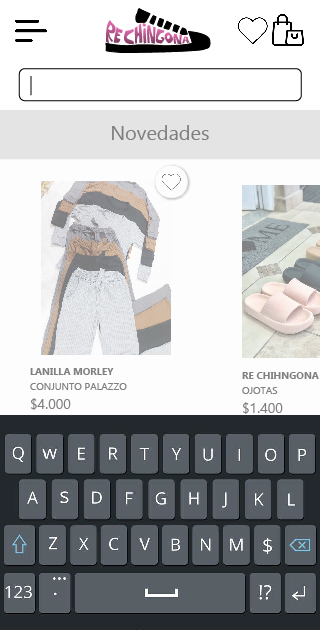 RE CHINGONA
Novedades
LANILLA MORLEY
CONJUNTO PALAZZO
$4.000
RE CHIHNGONA
OJOTAS
$1.400
Q W E R T Y U I O P
A S D F G H J K L
Z X C V B N M $
123 . !?